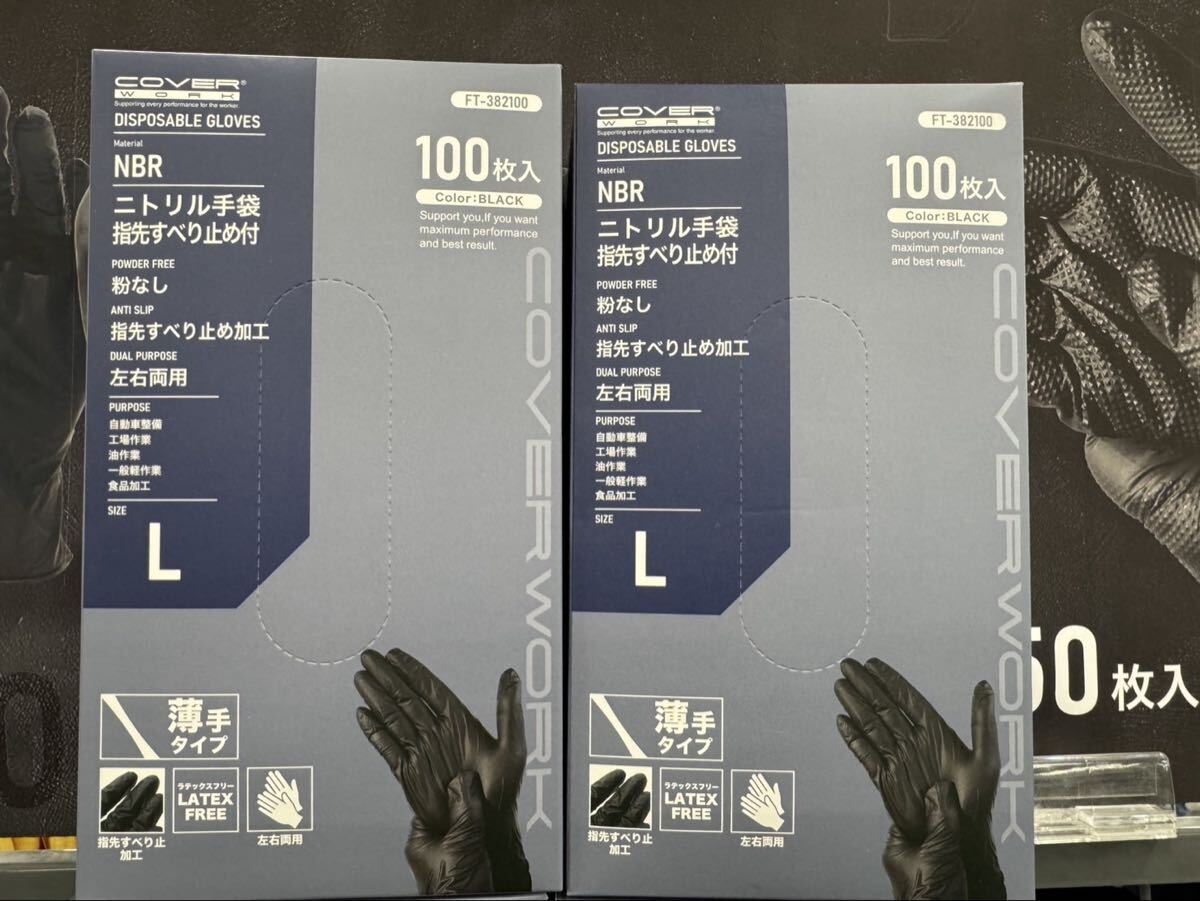 COVER®
WORK
Supporting every performance for the worker.
DISPOSABLE GLOVES
Material
NBR
ニトリル手袋
指先すべり止め付
POWDER FREE
粉なし
ANTI SLIP
指先すべり止め加工
DUAL PURPOSE
左右両用
PURPOSE
自動車整備
工場作業
油作業
一般軽作業
食品加工
SIZE
L
FT-382100
100枚入
Color:BLACK
Support you,If you want
maximum performance
and best result.
COVERWORK
薄手
タイプ
指先すべり止
加工
ラテックスフリー
LATEX
FREE
左右両用
COVER®
WORK
Supporting every performance for the worker.
DISPOSABLE GLOVES
Material
NBR
ニトリル手袋
指先すべり止め付
POWDER FREE
粉なし
ANTI SLIP
指先すべり止め加工
DUAL PURPOSE
左右両用
PURPOSE
自動車整備
工場作業
油作業
一般軽作業
食品加工
SIZE
L
FT-382100
100枚入
Color:BLACK
Support you,If you want
maximum performance
and best result.
COVERWORK
薄手
タイプ
指先すべり止
加工
ラテックスフリー
LATEX
FREE
左右両用
50枚入